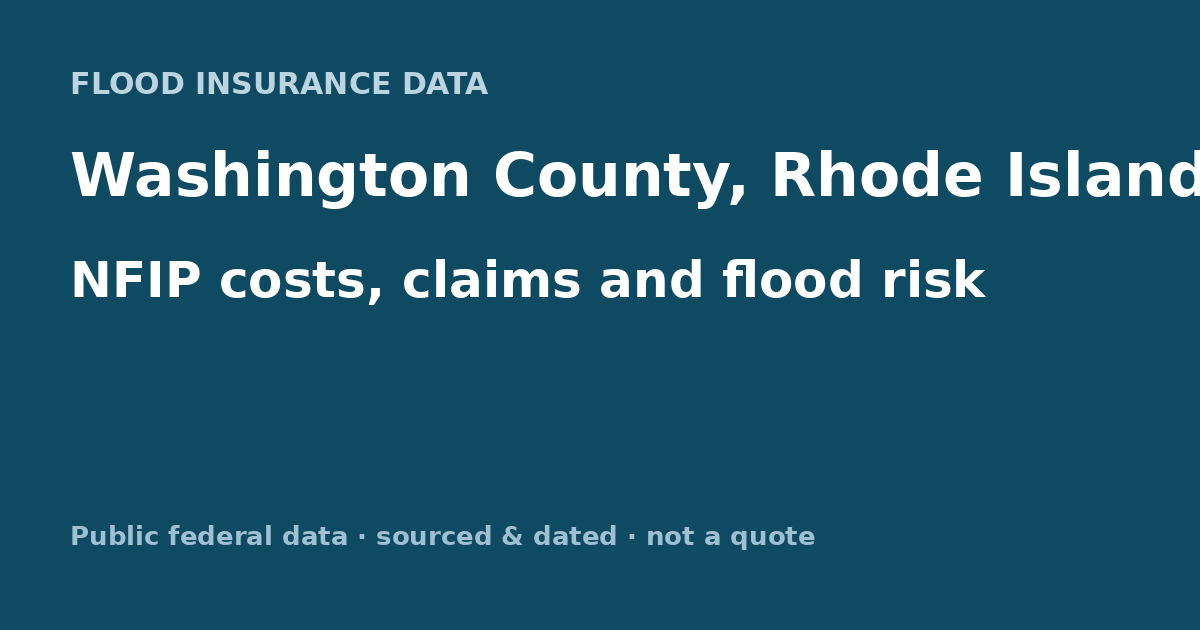 FLOOD INSURANCE DATA
Washington County, Rhode Island
NFIP costs, claims and flood risk
Public federal data · sourced & dated · not a quote